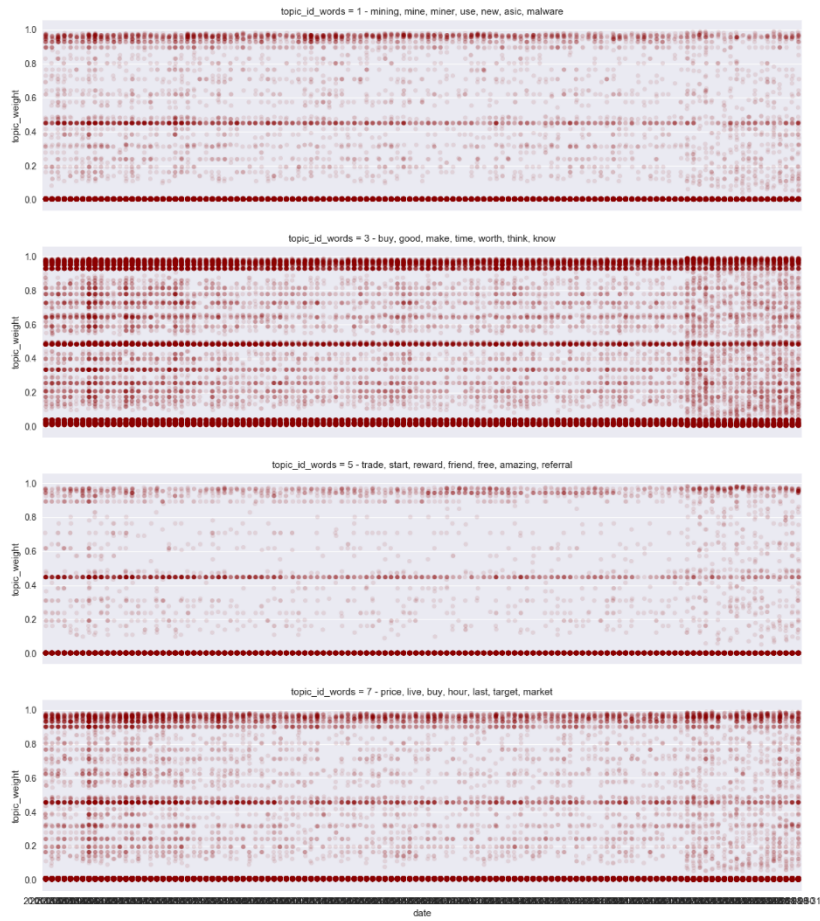 topic_id_words = 1 - mining, mine, miner, use, new, asic, malware
1.0
0.8
0.6
0.4
0.2
0.0
topic_weight
topic_id_words = 3 - buy, good, make, time, worth, think, know
1.0
0.8
0.6
0.4
0.2
0.0
topic_weight
topic_id_words = 5 - trade, start, reward, friend, free, amazing, referral
1.0
0.8
0.6
0.4
0.2
0.0
topic_weight
topic_id_words = 7 - price, live, buy, hour, last, target, market
1.0
0.8
0.6
0.4
0.2
0.0
topic_weight
date